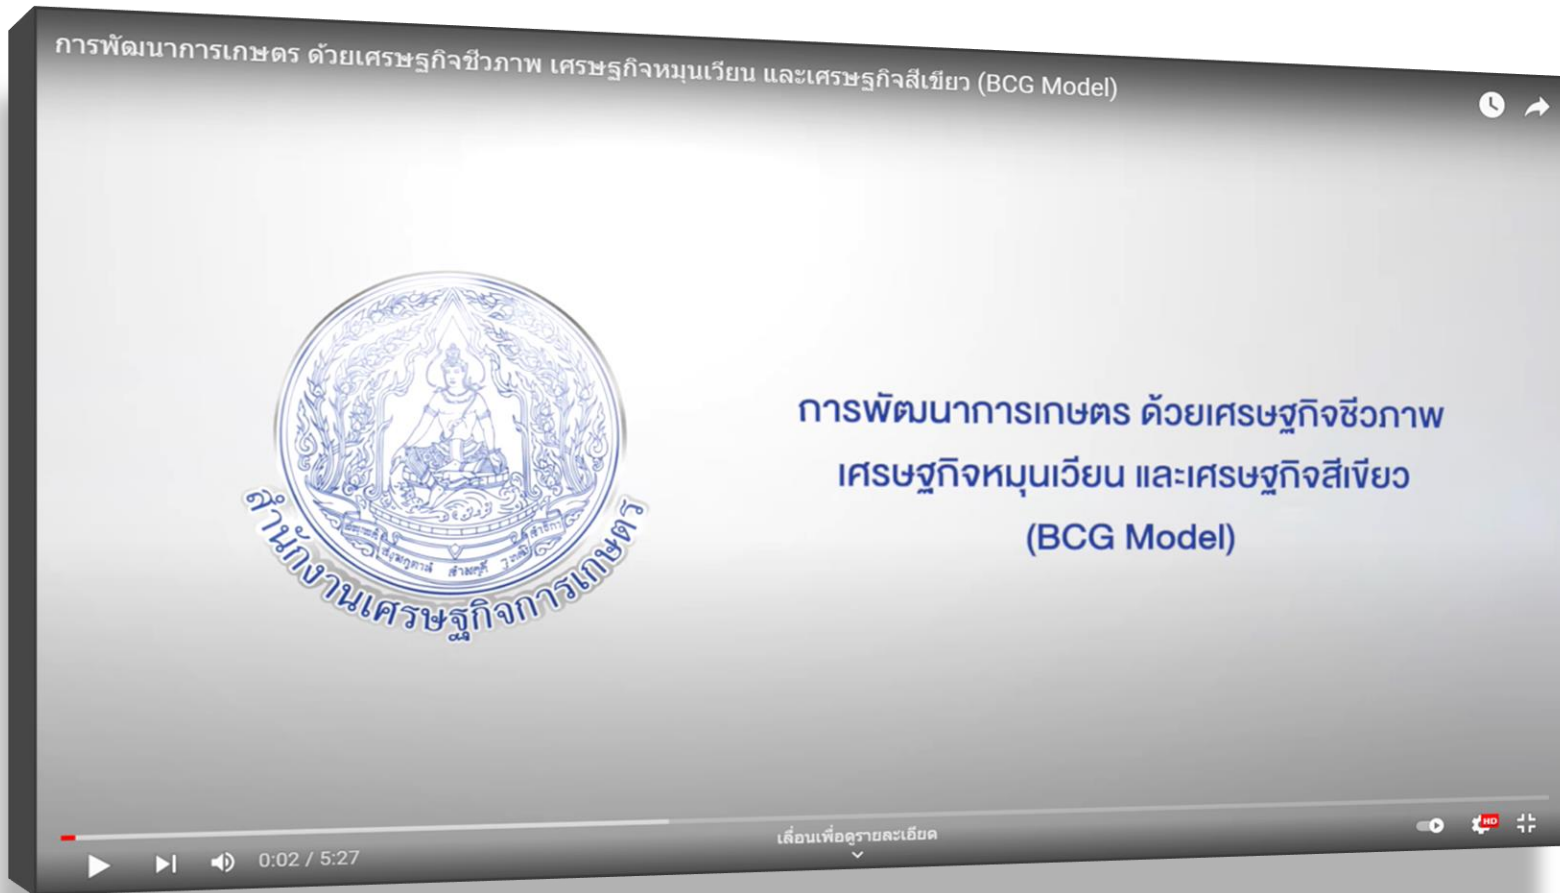 การพัฒนาการเกษตร ด้วยเศรษฐกิจชีวภาพ เศรษฐกิจหมุนเวียน และเศรษฐกิจสีเขียว (BCG Model)
การพัฒนาการเกษตร ด้วยเศรษฐกิจชีวภาพ
เศรษฐกิจหมุนเวียน และเศรษฐกิจสีเขียว
(BCG Model)
สำนักงานเศรษฐกิจการเกษตร
เลื่อนเพื่อดูรายละเอียด
HD
0:02 / 5:27